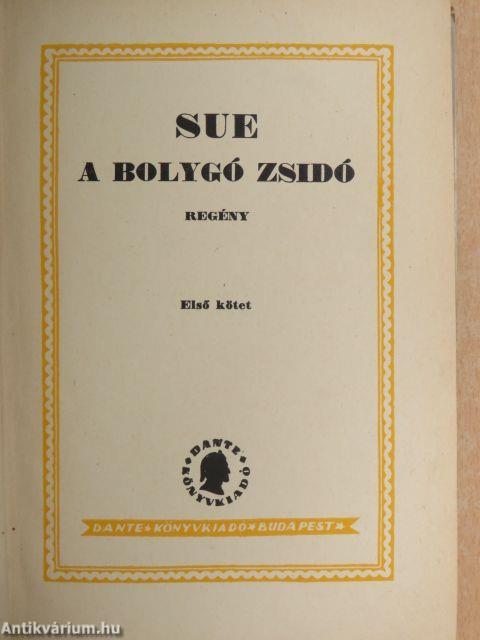 SUE
A BOLYGÓ ZSIDÓ
REGÉNY
Első kötet
DANTE KÖNYVKIADÓ
DANTE KÖNYVKIADÓ BUDAPEST
Antikvárium.hu